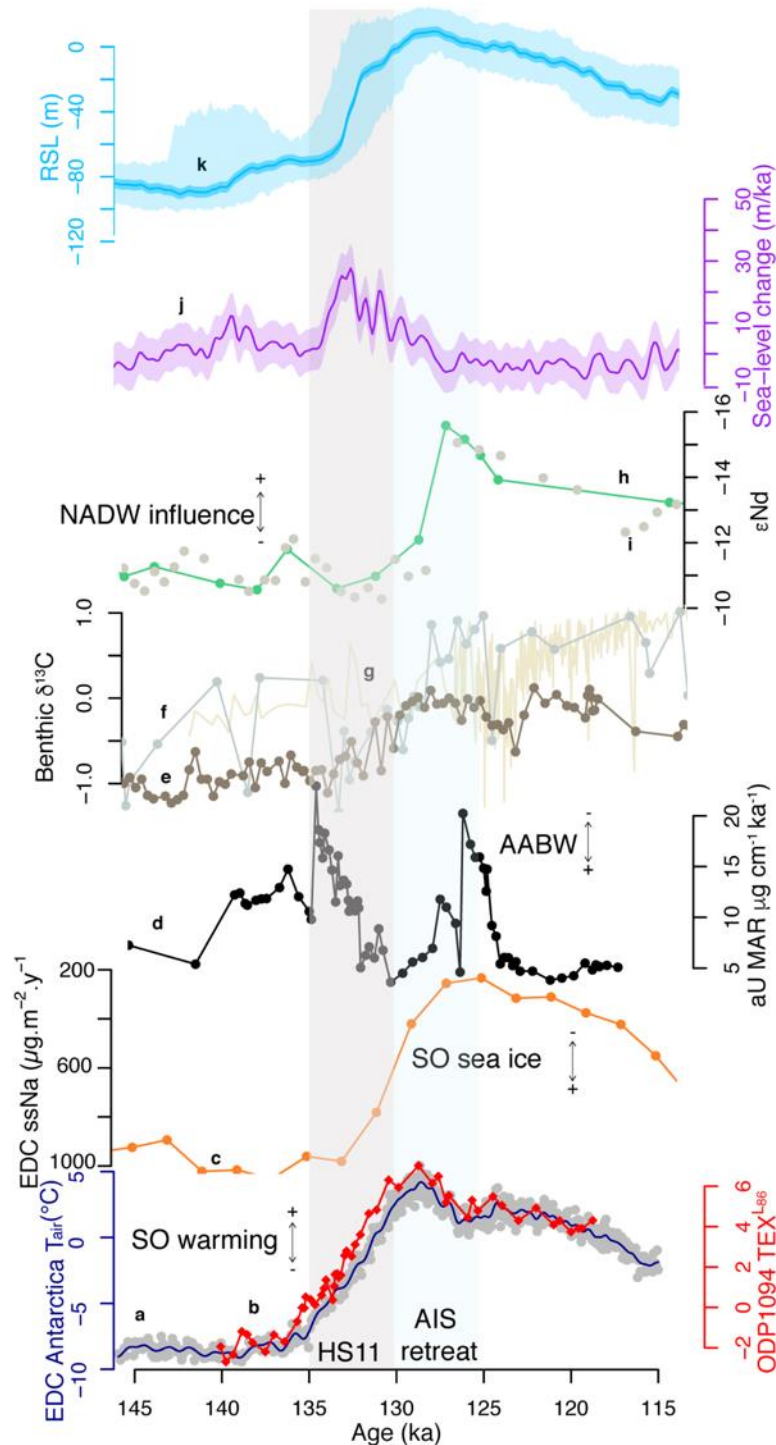 0
-40
-80
-120
RSL (m)
k
50
30
10
-10
Sea-level change (m/ka)
j
-16
-14
-12
-10
εNd
+
-
NADW influence
h
i
1.0
0.0
-1.0
Benthic δ¹³C
g
f
e
20
15
10
5
aU MAR µg cm⁻² ka⁻¹
-
+
AABW
d
200
600
1000
EDC ssNa (µg.m⁻².y⁻¹)
-
+
SO sea ice
c
5
0
-5
-10
EDC Antarctica Tair(°C)
+
-
SO warming
a
b
6
4
2
0
-2
ODP1094 TEXᴸ₈₆
HS11
AIS
retreat
145 140 135 130 125 120 115
Age (ka)